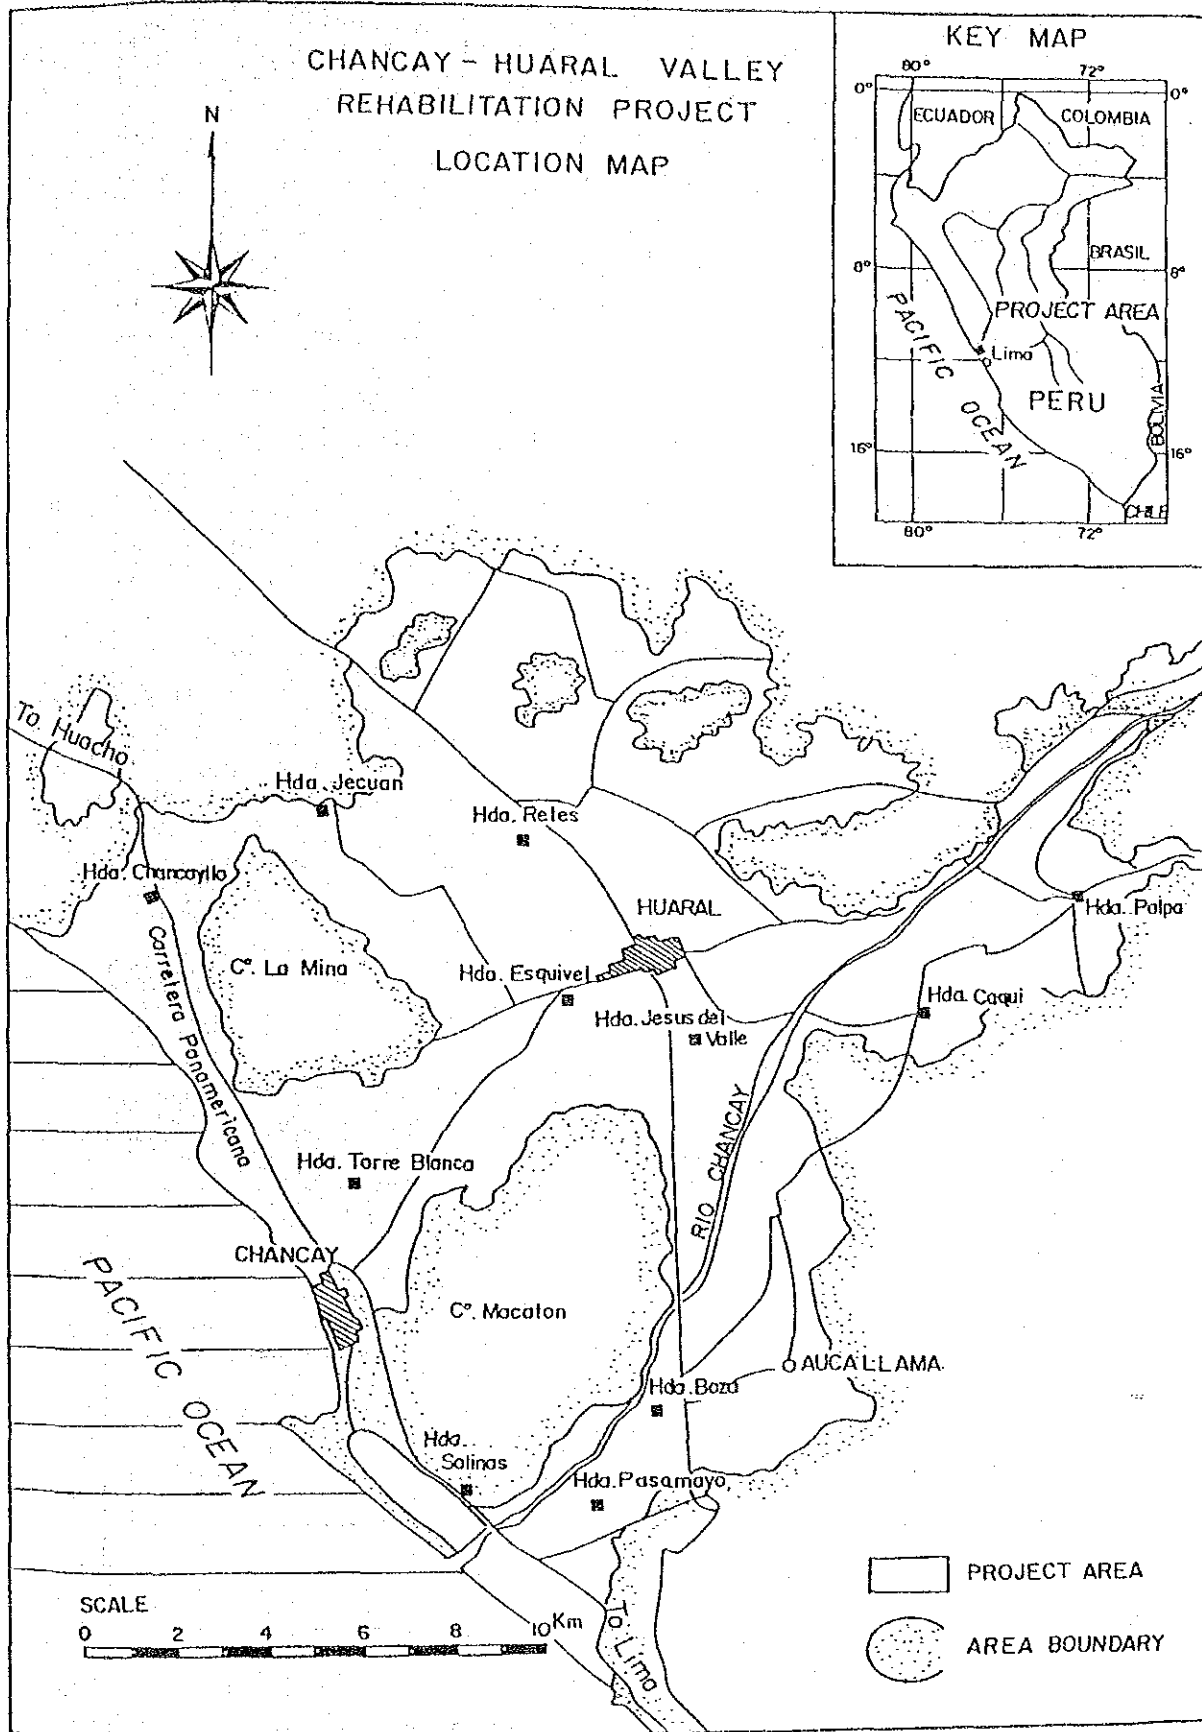 CHANCAY - HUARAL VALLEY
REHABILITATION PROJECT
LOCATION MAP
N
KEY MAP
80°
72°
0°
0°
ECUADOR
COLOMBIA
BRASIL
8°
8°
PROJECT AREA
PACIFIC OCEAN
Lima
PERU
BOLIVIA
16°
16°
CHILE
80°
72°
To Huacho
Hda. Jecuan
Hda. Retes
Hda. Chancayllo
HUARAL
Hda. Palpa
Carretera Panamericana
Cº. La Mina
Hda. Esquivel
Hda. Caqui
Hda. Jesus del
Valle
RIO CHANCAY
Hda. Torre Blanca
CHANCAY
Cº. Macaton
PACIFIC OCEAN
AUCALLAMA
Hda. Boza
Hda.
Salinas
Hda. Pasamayo
To Lima
PROJECT AREA
AREA BOUNDARY
SCALE
0 2 4 6 8 10 Km